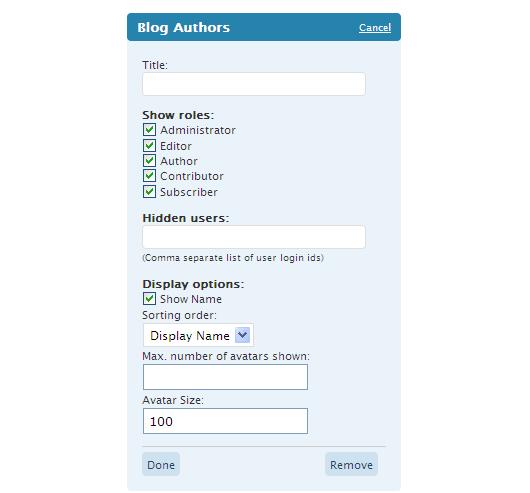 Blog Authors Cancel
Title:
Show roles:
Administrator
Editor
Author
Contributor
Subscriber
Hidden users:
(Comma separate list of user login ids)
Display options:
Show Name
Sorting order:
Display Name
Max. number of avatars shown:
Avatar Size:
100
Done Remove